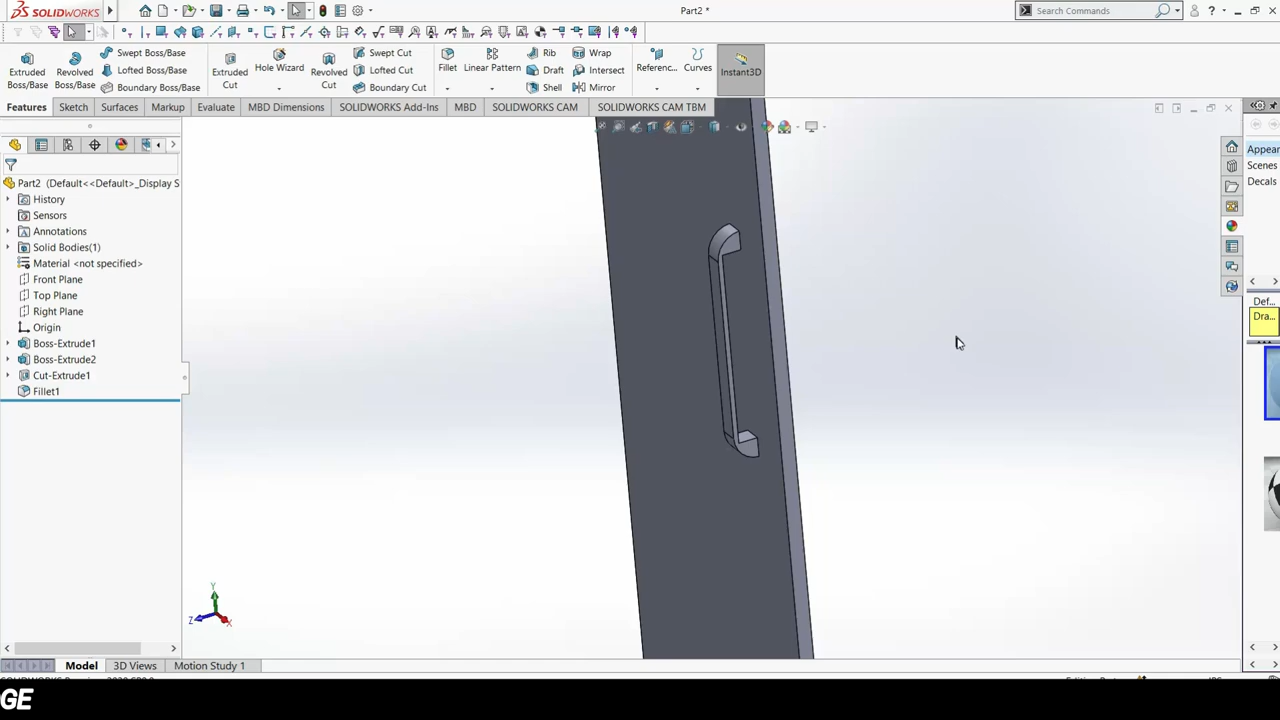 SOLIDWORKS
Part2 *
Search Commands
Extruded Boss/Base
Revolved Boss/Base
Swept Boss/Base
Lofted Boss/Base
Boundary Boss/Base
Extruded Cut
Hole Wizard
Revolved Cut
Swept Cut
Lofted Cut
Boundary Cut
Fillet
Linear Pattern
Rib
Draft
Shell
Wrap
Intersect
Mirror
Referenc...
Curves
Instant3D
Features
Sketch
Surfaces
Markup
Evaluate
MBD Dimensions
SOLIDWORKS Add-Ins
MBD
SOLIDWORKS CAM
SOLIDWORKS CAM TBM
Part2 (Default<<Default>_Display S
History
Sensors
Annotations
Solid Bodies(1)
Material <not specified>
Front Plane
Top Plane
Right Plane
Origin
Boss-Extrude1
Boss-Extrude2
Cut-Extrude1
Fillet1
Appear
Scenes
Decals
Def...
Dra...
Y
Z
X
Model
3D Views
Motion Study 1
GE